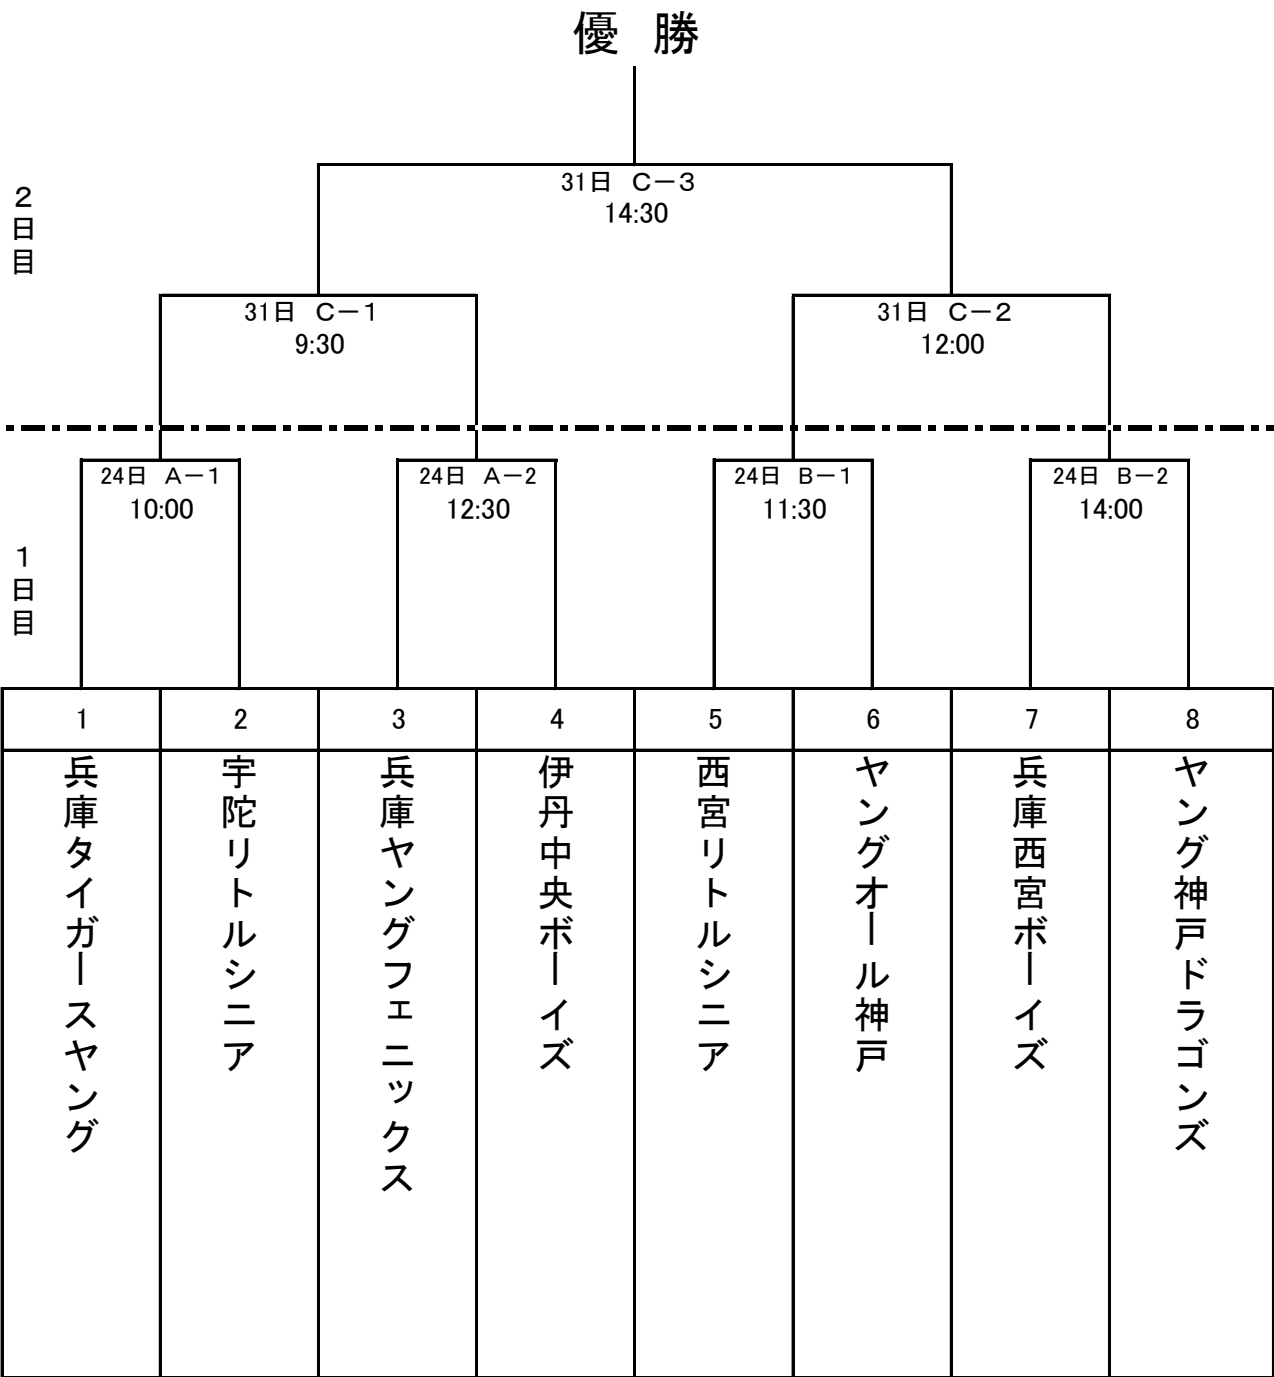 優　勝
2日目
31日　C－3
14:30
31日　C－1
9:30
31日　C－2
12:00
24日　A－1
10:00
24日　A－2
12:30
24日　B－1
11:30
24日　B－2
14:00
1日目
1
2
3
4
5
6
7
8
兵庫タイガースヤング
宇陀リトルシニア
兵庫ヤングフェニックス
伊丹中央ボーイズ
西宮リトルシニア
ヤングオール神戸
兵庫西宮ボーイズ
ヤング神戸ドラゴンズ